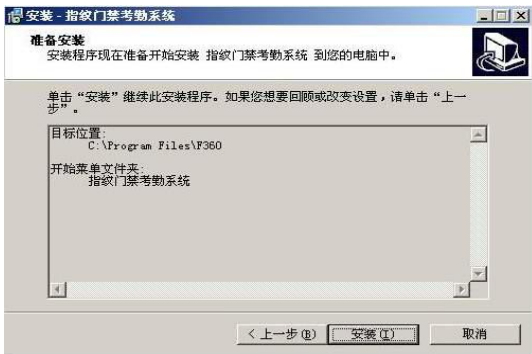 安装 - 指纹门禁考勤系统
准备安装
安装程序现在准备开始安装 指纹门禁考勤系统 到您的电脑中。
单击“安装”继续此安装程序。如果您想要回顾或改变设置，请单击“上一
步”。
目标位置:
C:\Program Files\F360
开始菜单文件夹:
指纹门禁考勤系统
< 上一步(B)
安装(I)
取消